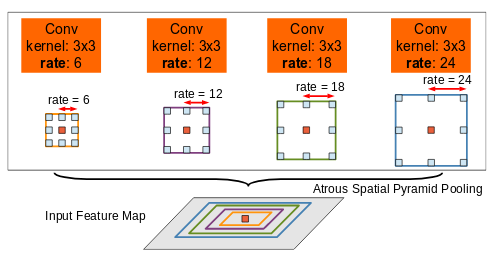 Conv
kernel: 3x3
rate: 6
Conv
kernel: 3x3
rate: 12
Conv
kernel: 3x3
rate: 18
Conv
kernel: 3x3
rate: 24
rate = 6
rate = 12
rate = 18
rate = 24
Atrous Spatial Pyramid Pooling
Input Feature Map